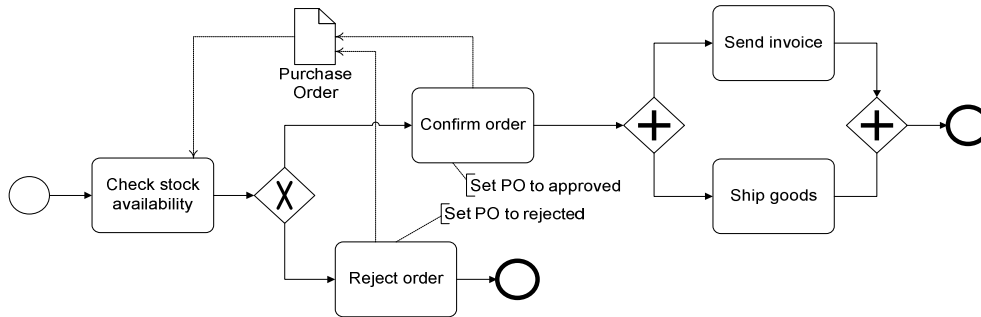 Send invoice
Purchase
Order
Confirm order
Check stock
availability
X
Set PO to approved
Ship goods
Set PO to rejected
Reject order